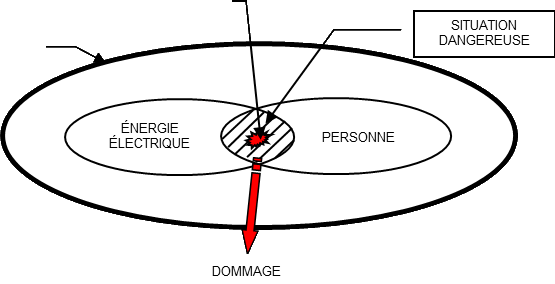 SITUATION
DANGEREUSE
ÉNERGIE
ÉLECTRIQUE
PERSONNE
DOMMAGE